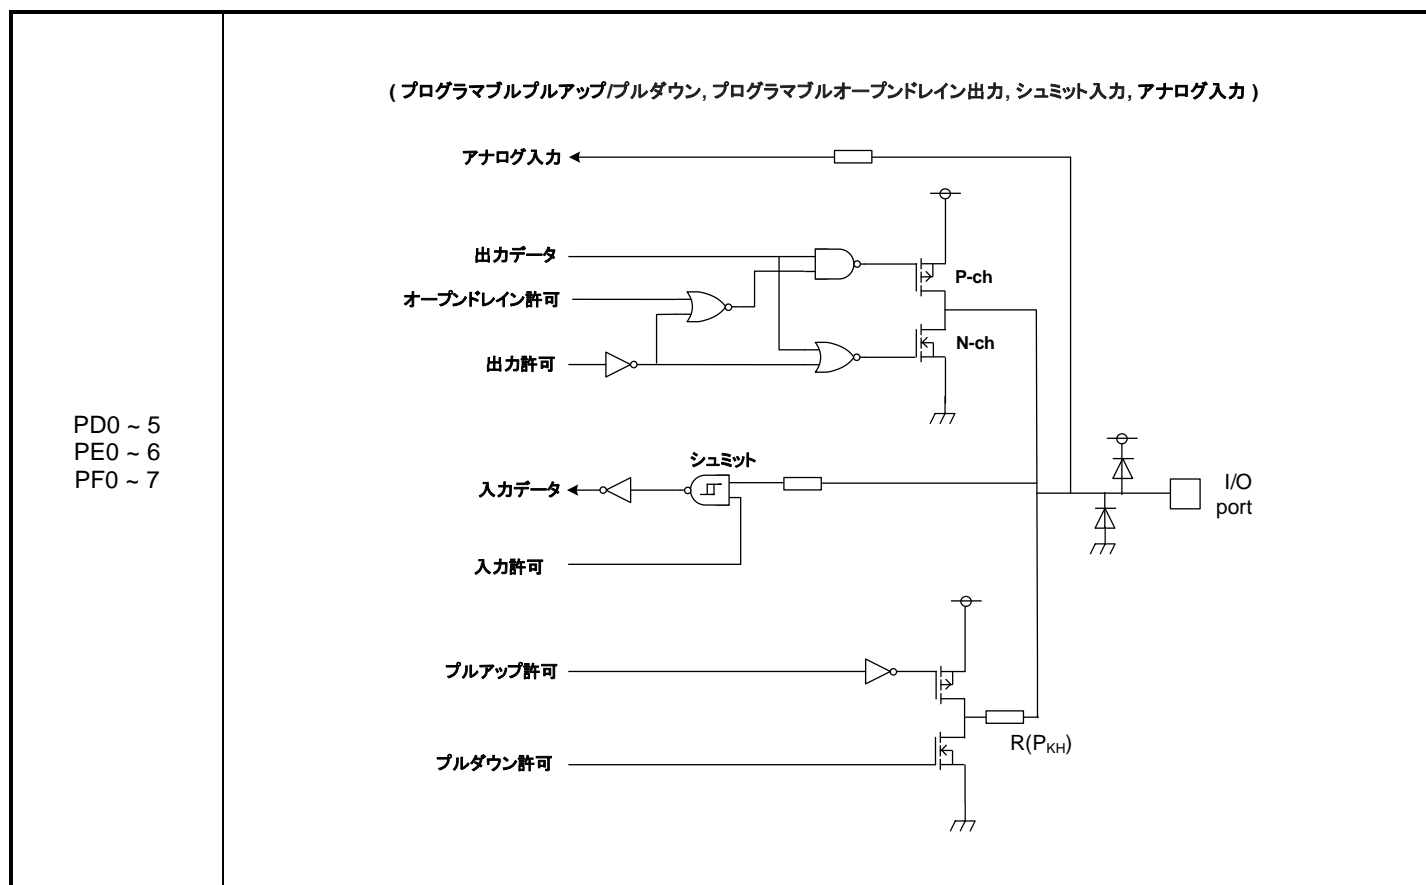 ( プログラマブルプルアップ/プルダウン, プログラマブルオープンドレイン出力, シュミット入力, アナログ入力 )
アナログ入力
出力データ
オープンドレイン許可
P-ch
N-ch
出力許可
PD0 ~ 5
PE0 ~ 6
PF0 ~ 7
シュミット
入力データ
I/O
port
入力許可
プルアップ許可
R(PKH)
プルダウン許可